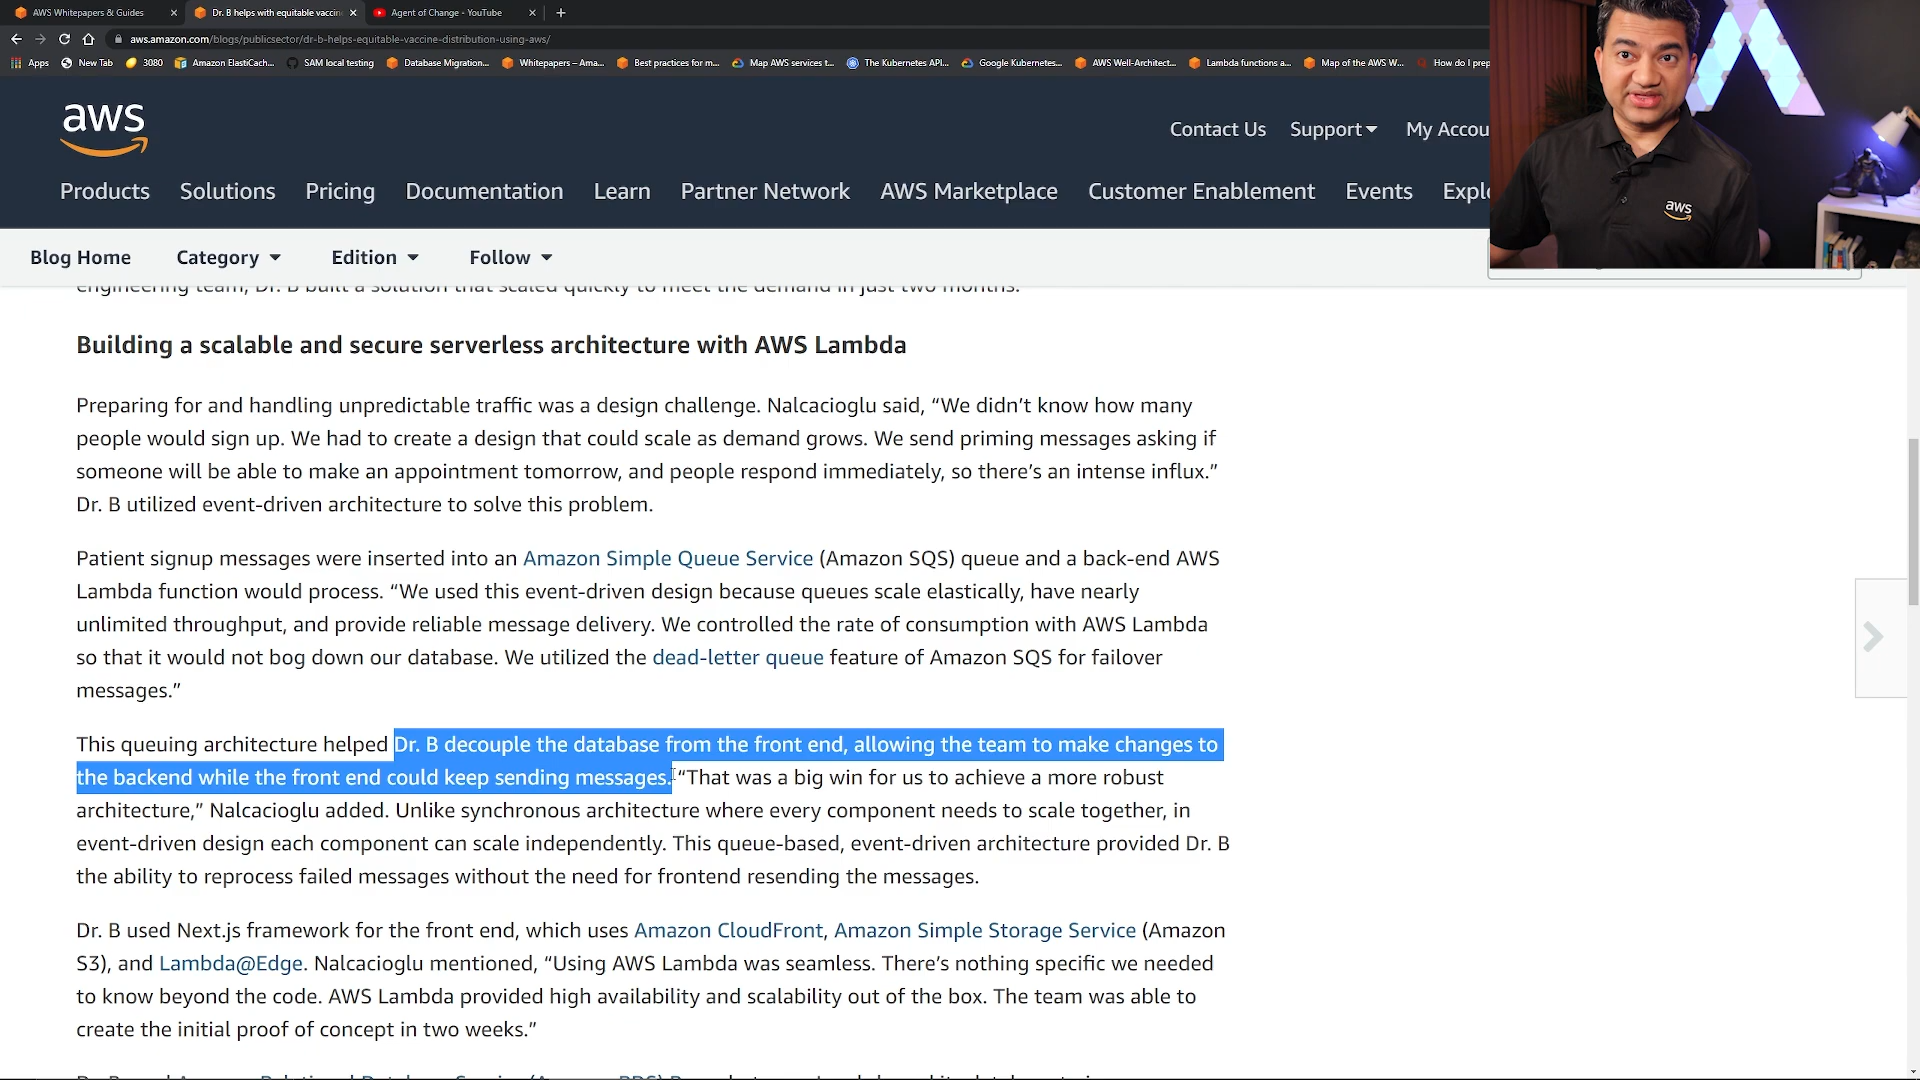 AWS Whitepapers & Guides
Dr. B helps with equitable vaccin
Agent of Change - YouTube
aws.amazon.com/blogs/publicsector/dr-b-helps-equitable-vaccine-distribution-using-aws/
Apps
New Tab
3080
Amazon ElastiCach...
SAM local testing
Database Migration...
Whitepapers – Ama...
Best practices for m...
Map AWS services t...
The Kubernetes API...
Google Kubernetes...
AWS Well-Architect...
Lambda functions a...
Map of the AWS W...
How do I prep
aws
Contact Us
Support
My Accou
Products
Solutions
Pricing
Documentation
Learn
Partner Network
AWS Marketplace
Customer Enablement
Events
Explo
aws
Blog Home
Category
Edition
Follow
engineering team, Dr. B built a solution that scaled quickly to meet the demand in just two months.
Building a scalable and secure serverless architecture with AWS Lambda
Preparing for and handling unpredictable traffic was a design challenge. Nalcacioglu said, “We didn’t know how many
people would sign up. We had to create a design that could scale as demand grows. We send priming messages asking if
someone will be able to make an appointment tomorrow, and people respond immediately, so there’s an intense influx.”
Dr. B utilized event-driven architecture to solve this problem.
Patient signup messages were inserted into an Amazon Simple Queue Service (Amazon SQS) queue and a back-end AWS
Lambda function would process. “We used this event-driven design because queues scale elastically, have nearly
unlimited throughput, and provide reliable message delivery. We controlled the rate of consumption with AWS Lambda
so that it would not bog down our database. We utilized the dead-letter queue feature of Amazon SQS for failover
messages.”
This queuing architecture helped Dr. B decouple the database from the front end, allowing the team to make changes to
the backend while the front end could keep sending messages. “That was a big win for us to achieve a more robust
architecture,” Nalcacioglu added. Unlike synchronous architecture where every component needs to scale together, in
event-driven design each component can scale independently. This queue-based, event-driven architecture provided Dr. B
the ability to reprocess failed messages without the need for frontend resending the messages.
Dr. B used Next.js framework for the front end, which uses Amazon CloudFront, Amazon Simple Storage Service (Amazon
S3), and Lambda@Edge. Nalcacioglu mentioned, “Using AWS Lambda was seamless. There’s nothing specific we needed
to know beyond the code. AWS Lambda provided high availability and scalability out of the box. The team was able to
create the initial proof of concept in two weeks.”